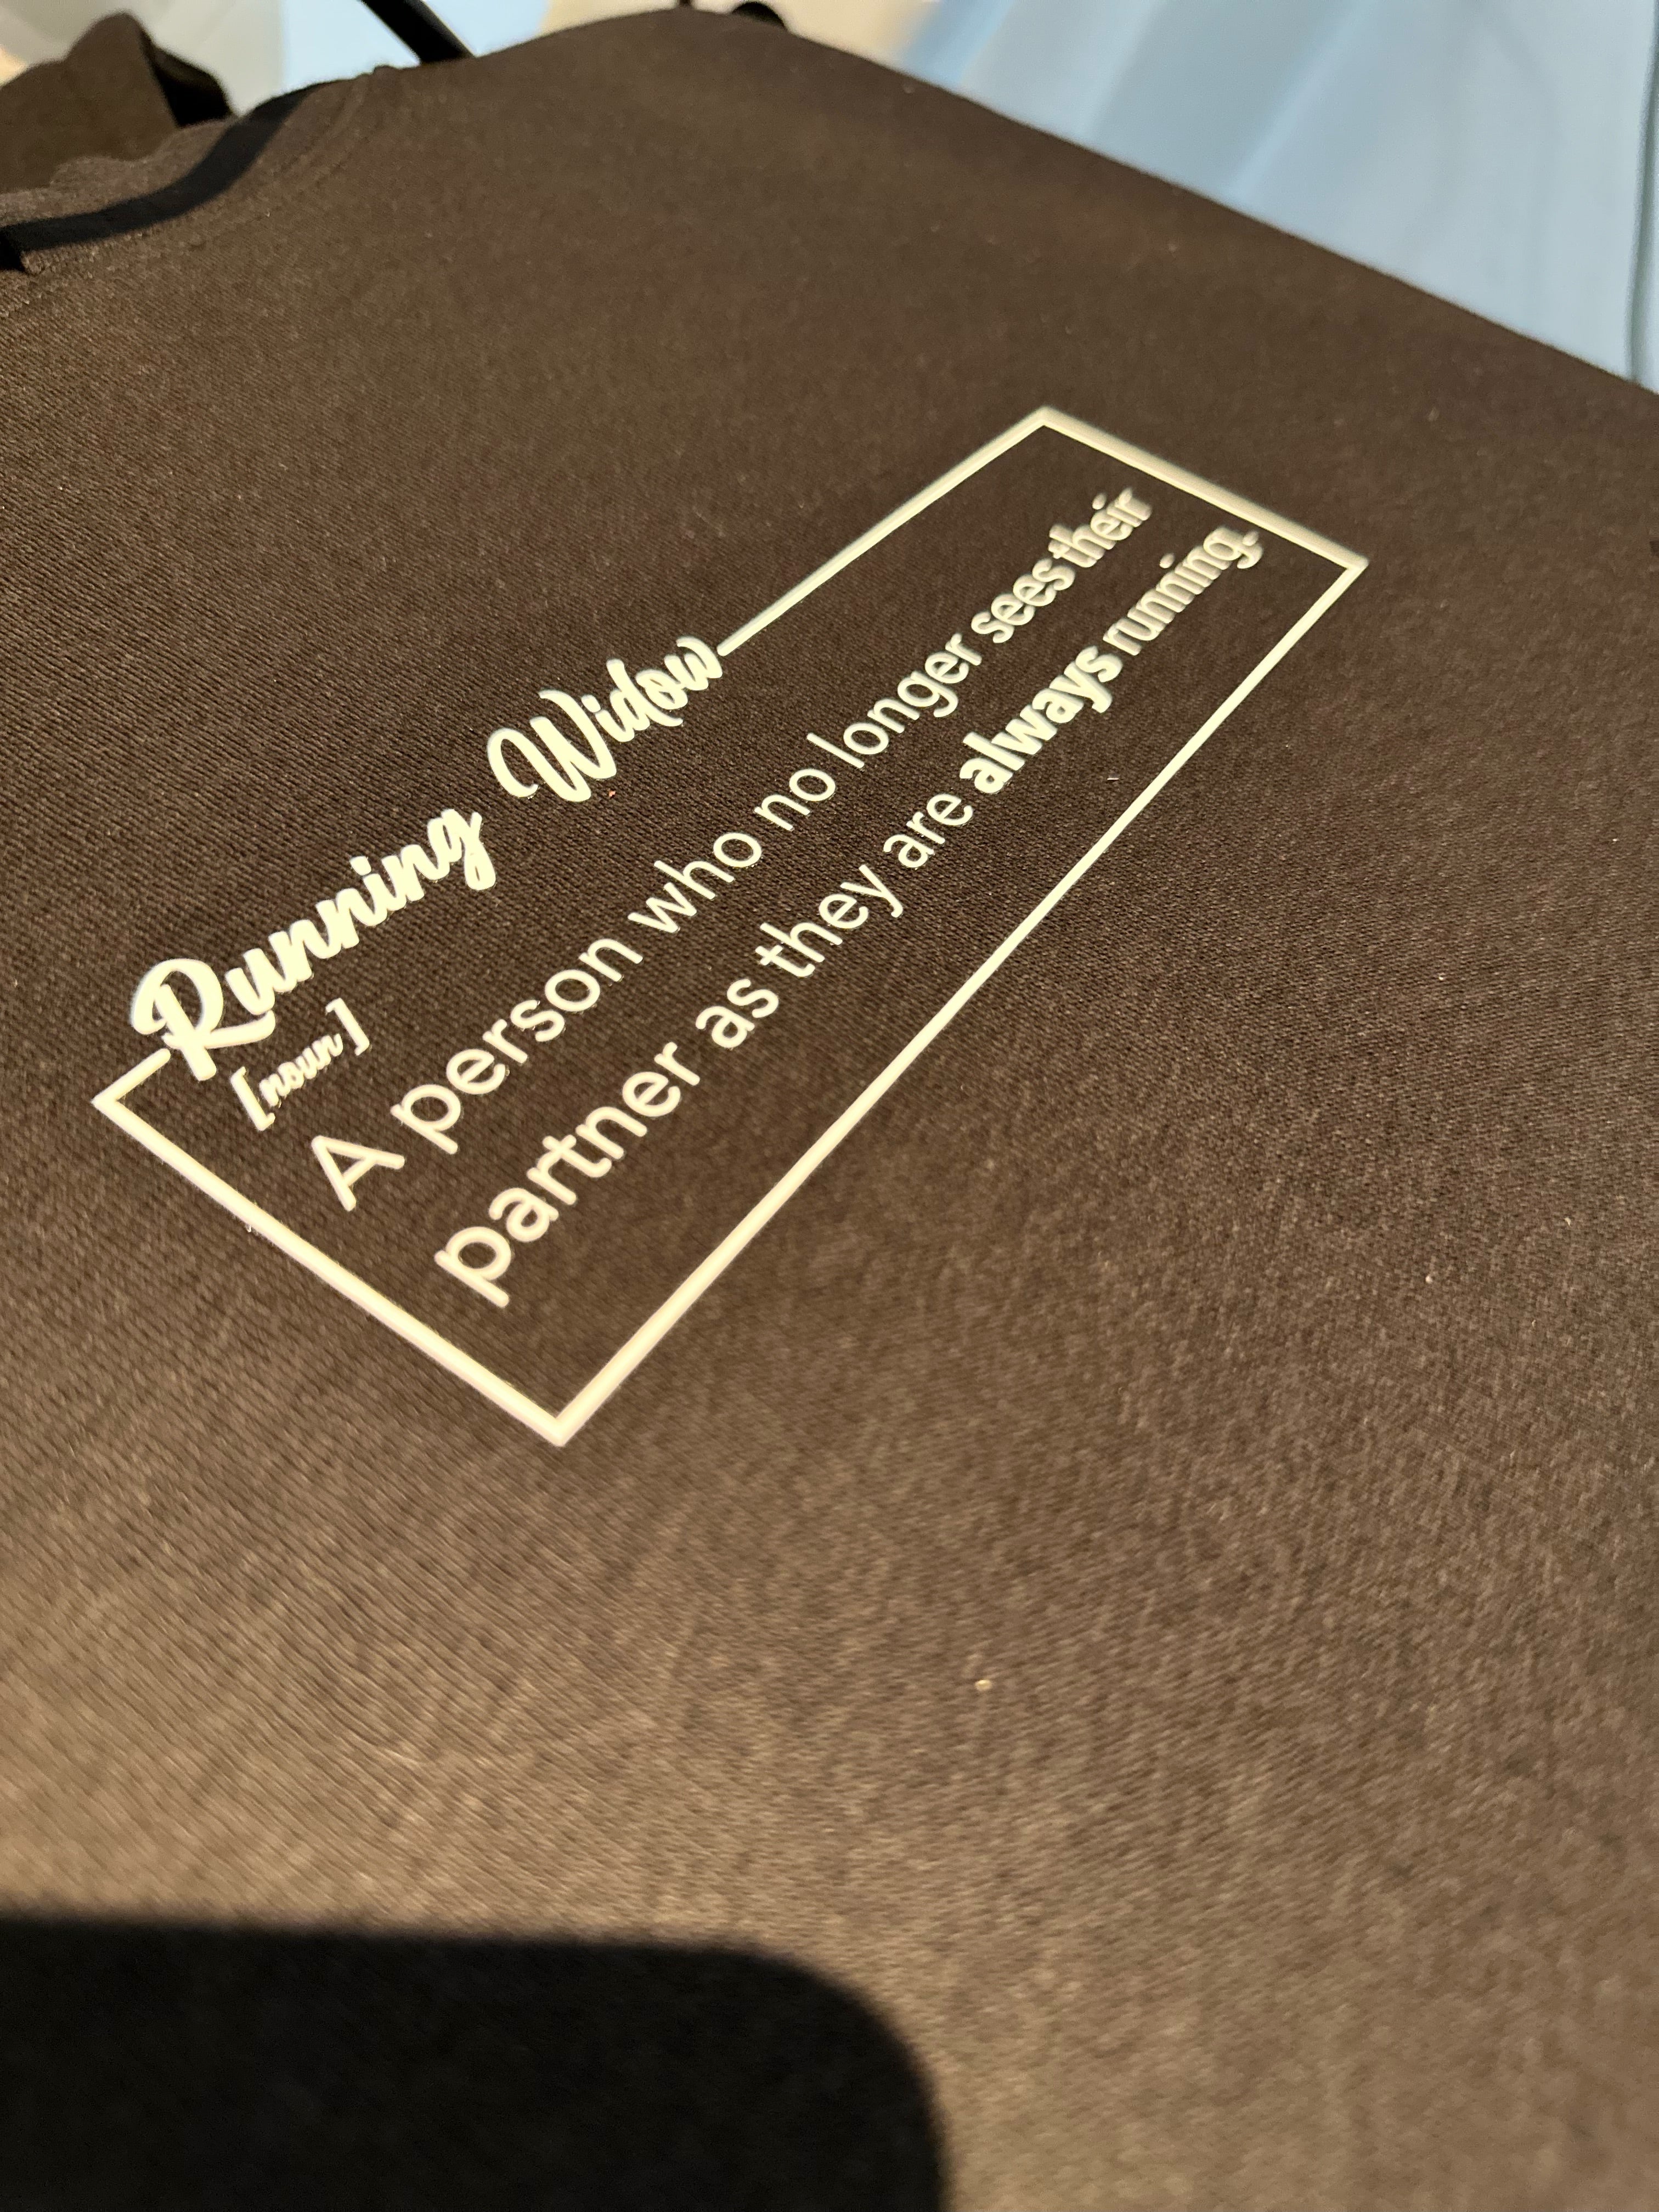 Running Widow
[noun]
A person who no longer sees their
partner as they are always running.